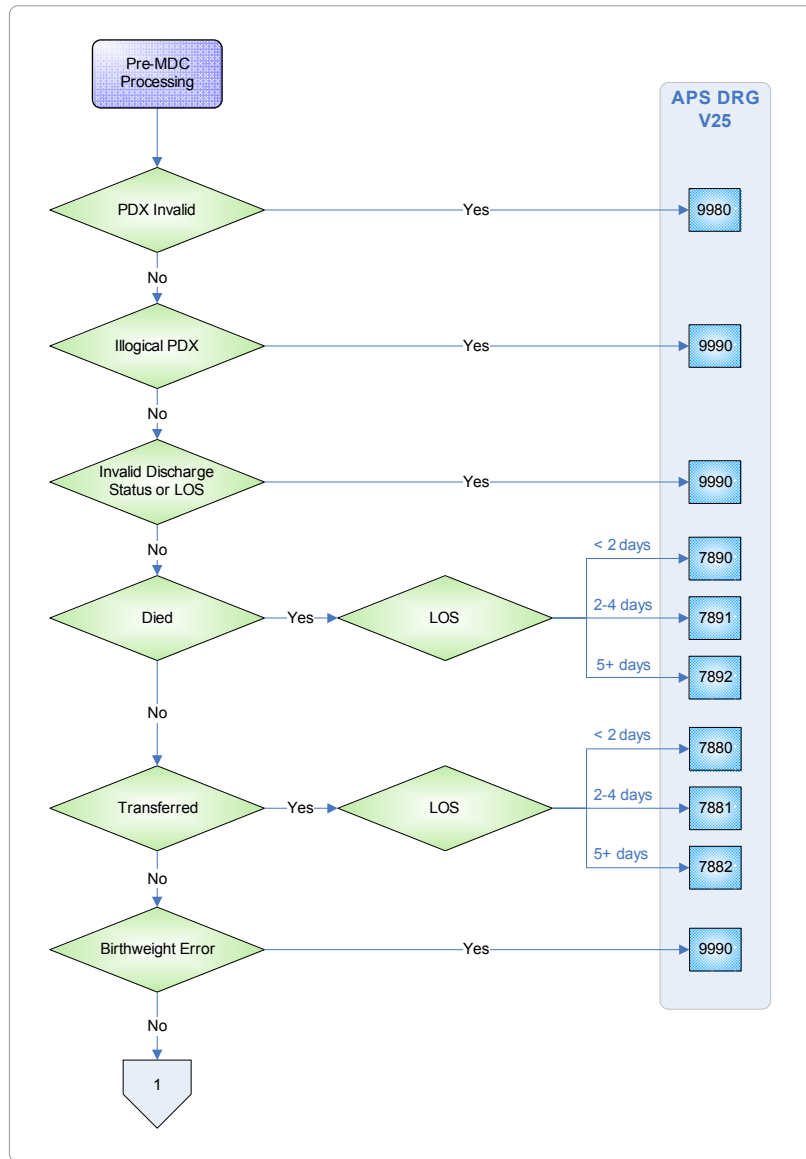 Pre-MDC
Processing
APS DRG
V25
PDX Invalid
Yes
9980
No
Illogical PDX
Yes
9990
No
Invalid Discharge
Status or LOS
Yes
9990
No
< 2 days
7890
Died
Yes
LOS
2-4 days
7891
5+ days
7892
No
< 2 days
7880
Transferred
Yes
LOS
2-4 days
7881
5+ days
7882
No
Birthweight Error
Yes
9990
No
1